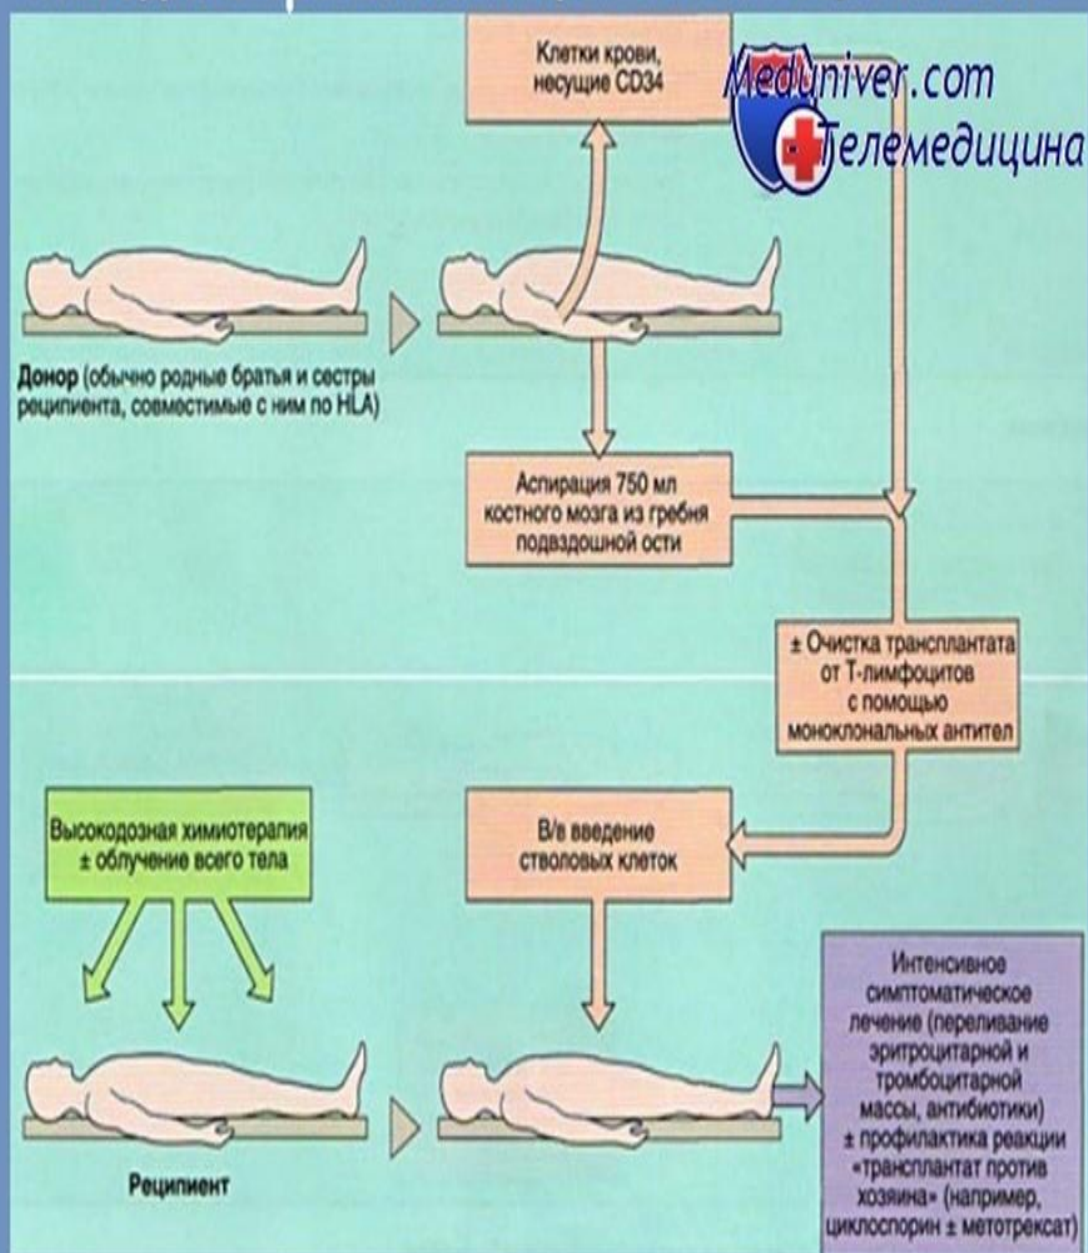 Клетки крови,
несущие CD34
Meduniver.com
Телемедицина
Донор (обычно родные братья и сестры
реципиента, совместимые с ним по HLA)
Аспирация 750 мл
костного мозга из гребня
подвздошной ости
± Очистка трансплантата
от Т-лимфоцитов
с помощью
моноклональных антител
Высокодозная химиотерапия
± облучение всего тела
В/в введение
стволовых клеток
Реципиент
Интенсивное
симптоматическое
лечение (переливание
эритроцитарной и
тромбоцитарной
массы, антибиотики)
± профилактика реакции
«трансплантат против
хозяина» (например,
циклоспорин ± метотрексат)